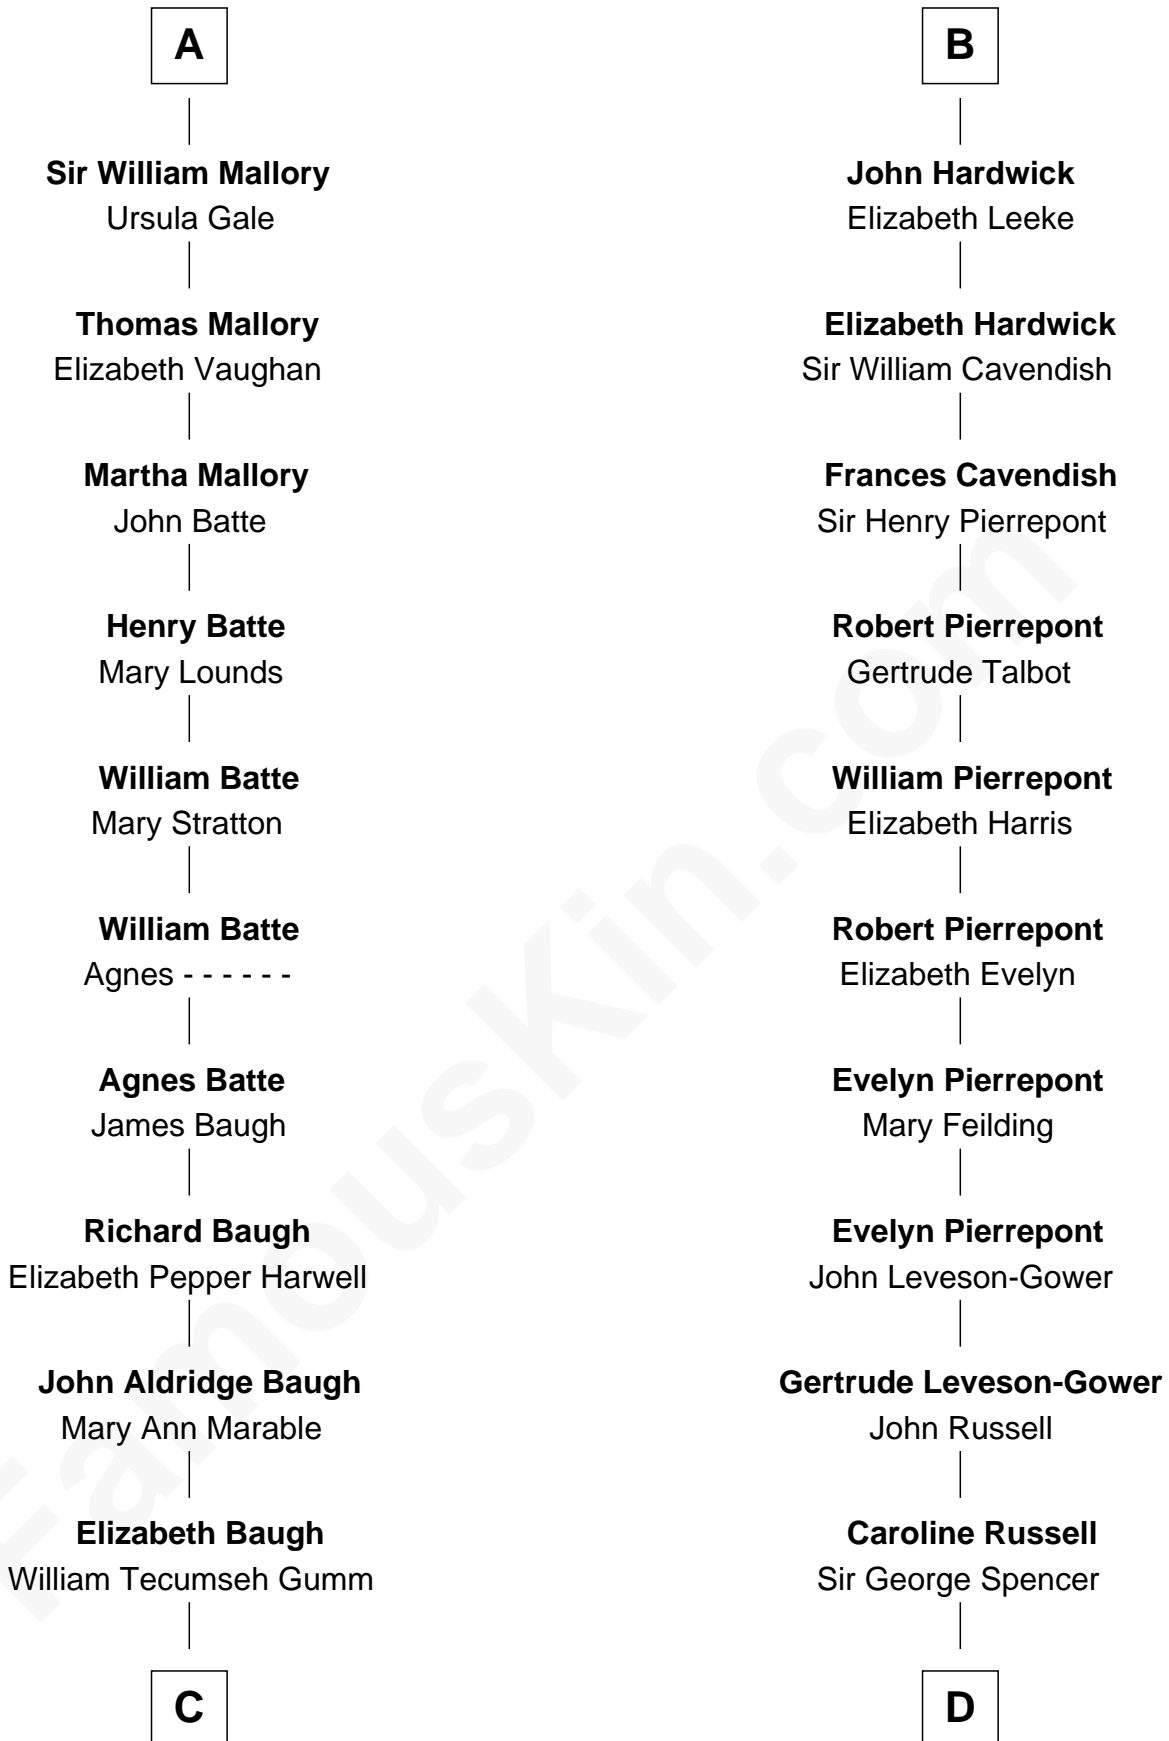 A
Sir William Mallory
Ursula Gale
Thomas Mallory
Elizabeth Vaughan
Martha Mallory
John Batte
Henry Batte
Mary Lounds
William Batte
Mary Stratton
William Batte
Agnes - - - - - -
Agnes Batte
James Baugh
Richard Baugh
Elizabeth Pepper Harwell
John Aldridge Baugh
Mary Ann Marable
Elizabeth Baugh
William Tecumseh Gumm
C
B
John Hardwick
Elizabeth Leeke
Elizabeth Hardwick
Sir William Cavendish
Frances Cavendish
Sir Henry Pierrepont
Robert Pierrepont
Gertrude Talbot
William Pierrepont
Elizabeth Harris
Robert Pierrepont
Elizabeth Evelyn
Evelyn Pierrepont
Mary Feilding
Evelyn Pierrepont
John Leveson-Gower
Gertrude Leveson-Gower
John Russell
Caroline Russell
Sir George Spencer
D
FamousKin.com